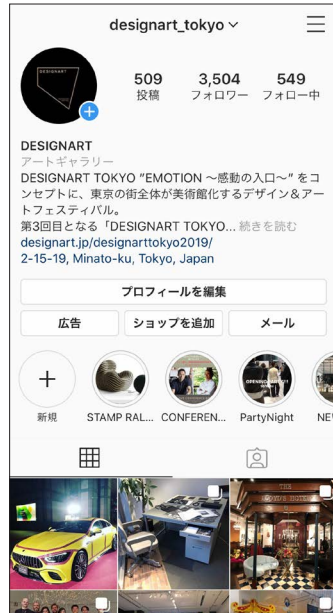 designart_tokyo
DESIGNART
509
3,504
549
投稿
フォロワー
フォロー中
DESIGNART
アートギャラリー
DESIGNART TOKYO "EMOTION 〜感動の入口〜" をコ
ンセプトに、東京の街全体が美術館化するデザイン＆アー
トフェスティバル。
第3回目となる「DESIGNART TOKYO... 続きを読む
designart.jp/designarttokyo2019/
2-15-19, Minato-ku, Tokyo, Japan
プロフィールを編集
広告
ショップを追加
メール
新規
STAMP RAL...
CONFEREN...
PartyNight
NE
THE